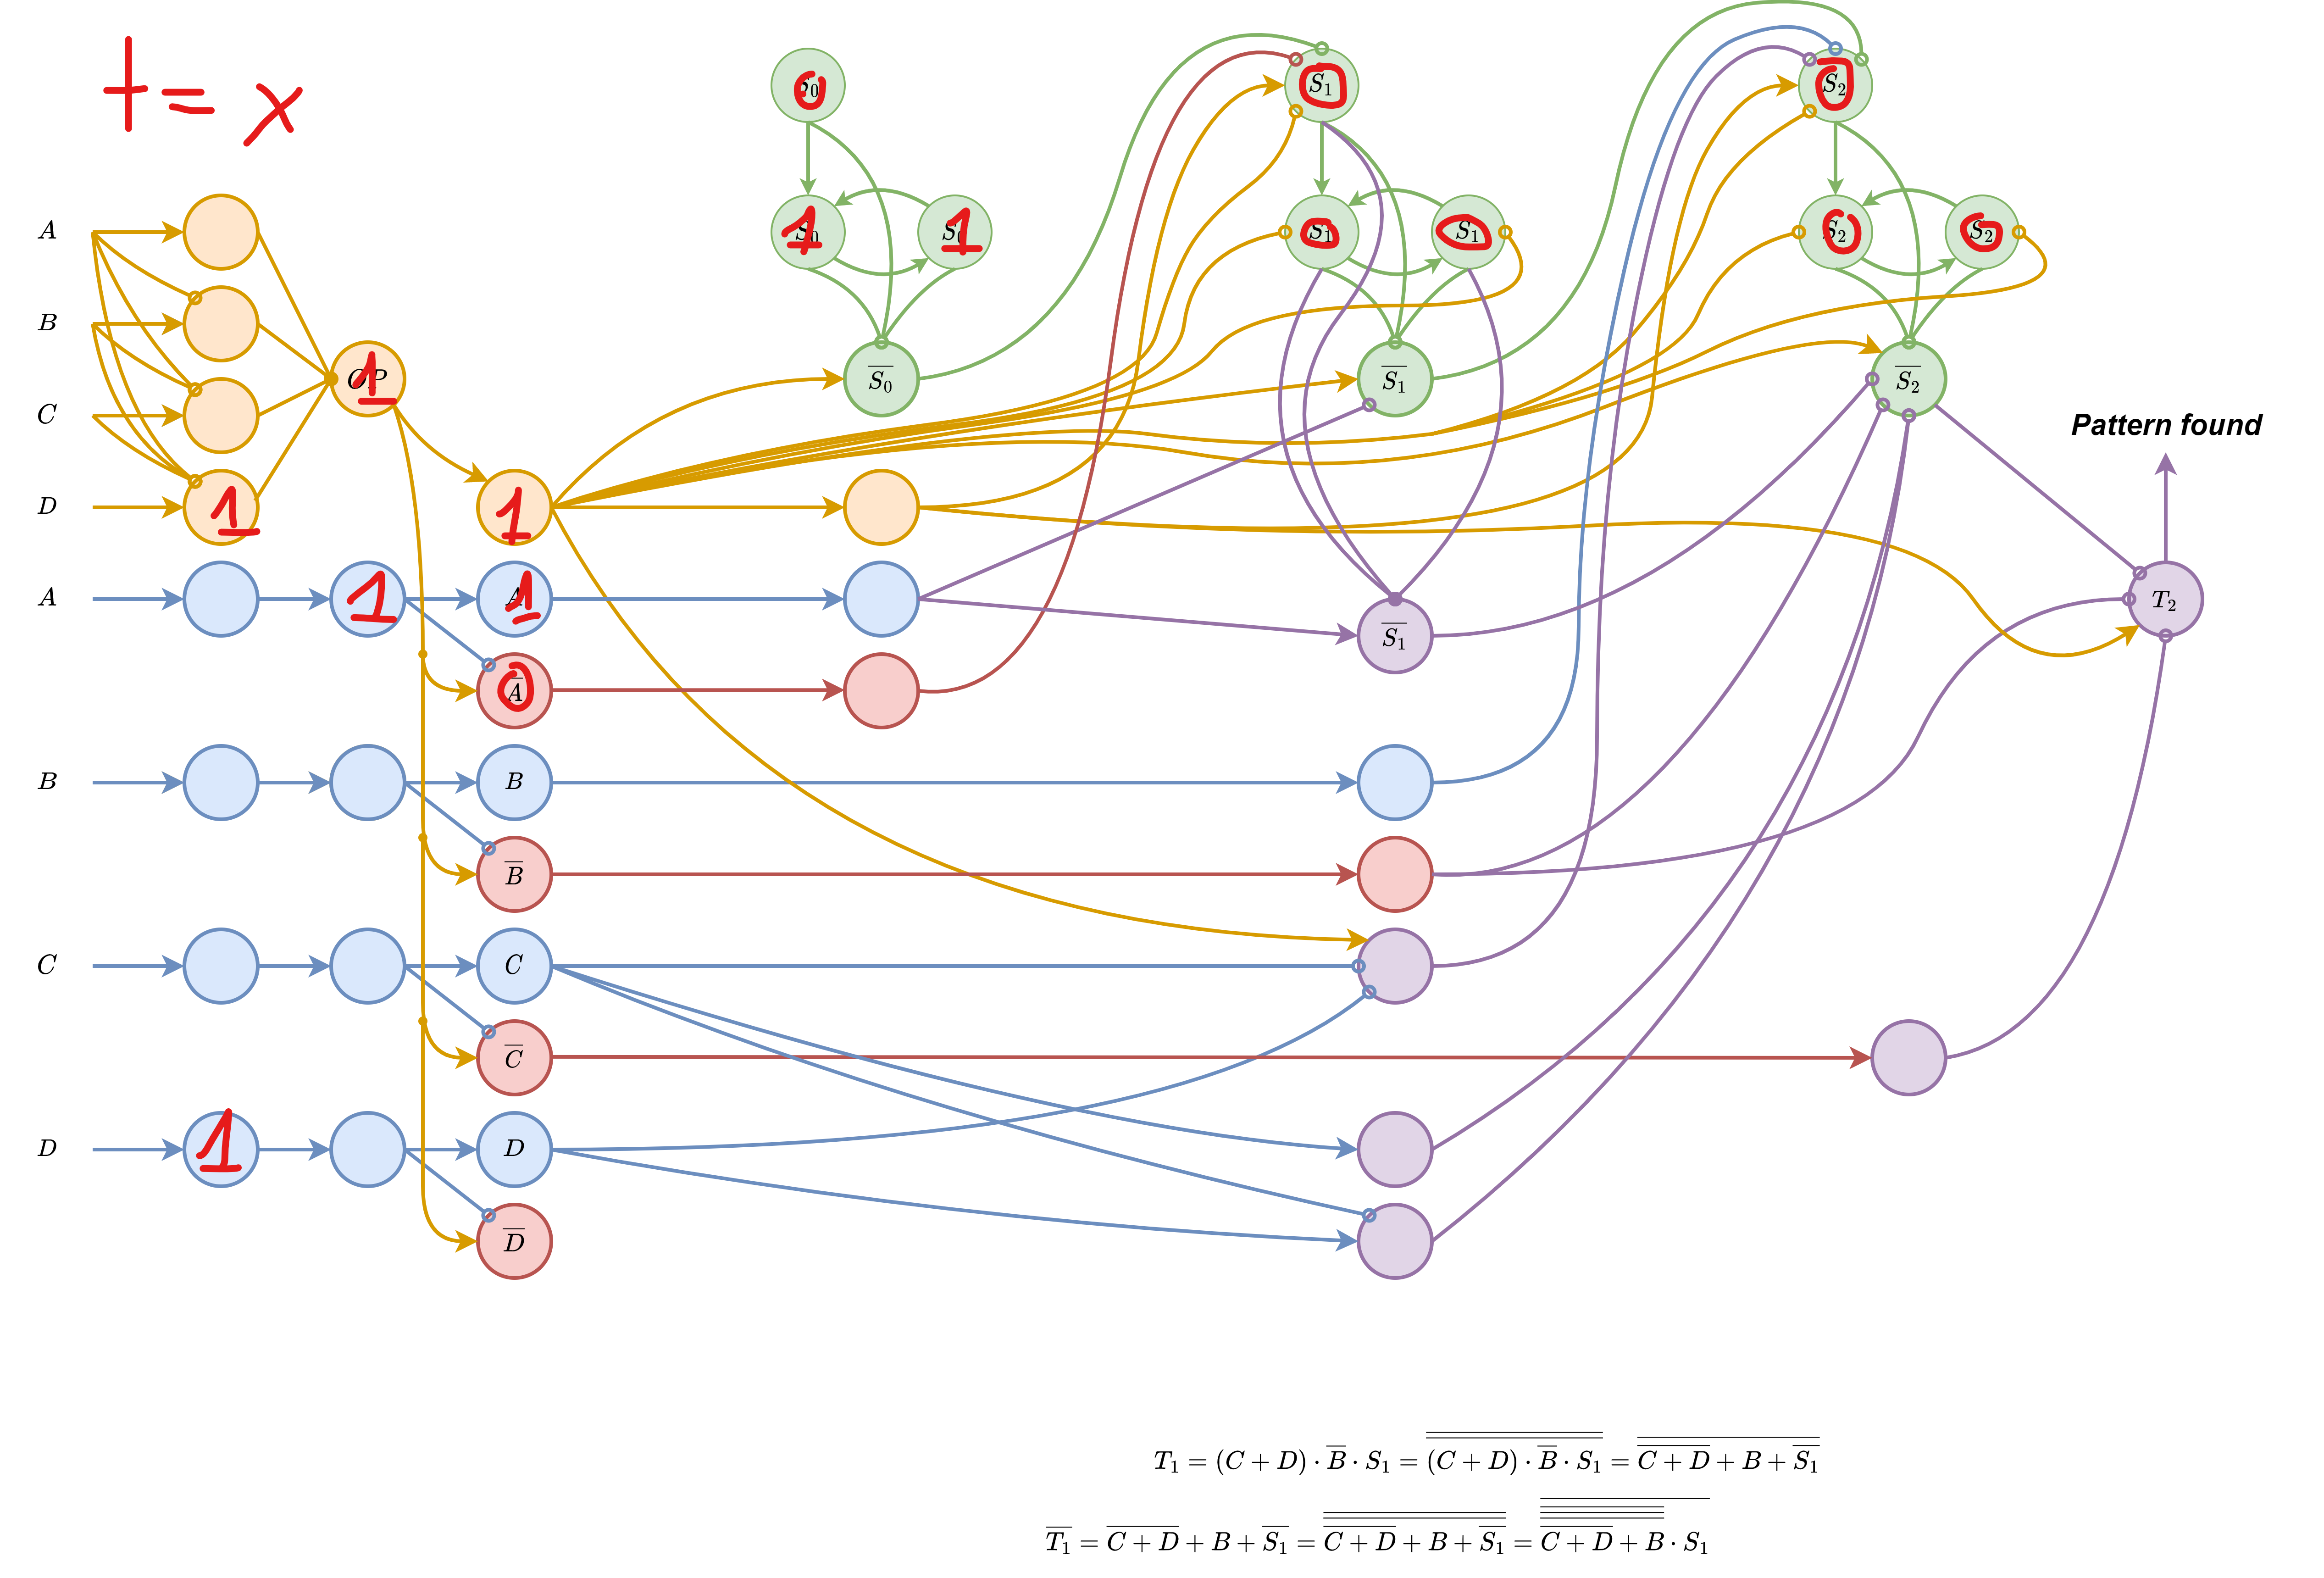 t = x
0
S_0
0
S_1
0
S_2
A
1
S_0
1
S_0
0
S_1
0
S_1
0
S_2
0
S_2
B
OP
1
$\overline{S_0}$
$\overline{S_1}$
$\overline{S_2}$
C
Pattern found
D
1
1
A
1
A
1
$\overline{S_1}$
T_2
$\overline{A}$
0
B
B
$\overline{B}$
C
C
$\overline{C}$
D
1
D
$\overline{D}$
$T_1 = (C + D) \cdot \overline{B} \cdot S_1 = \overline{\overline{(C + D) \cdot \overline{B} \cdot S_1}} = \overline{\overline{\overline{C + D} + B + \overline{S_1}}}$
$\overline{T_1} = \overline{C + D} + B + \overline{S_1} = \overline{\overline{\overline{C + D} + B + \overline{S_1}}} = \overline{\overline{\overline{\overline{\overline{C + D} + B}}} \cdot S_1}$